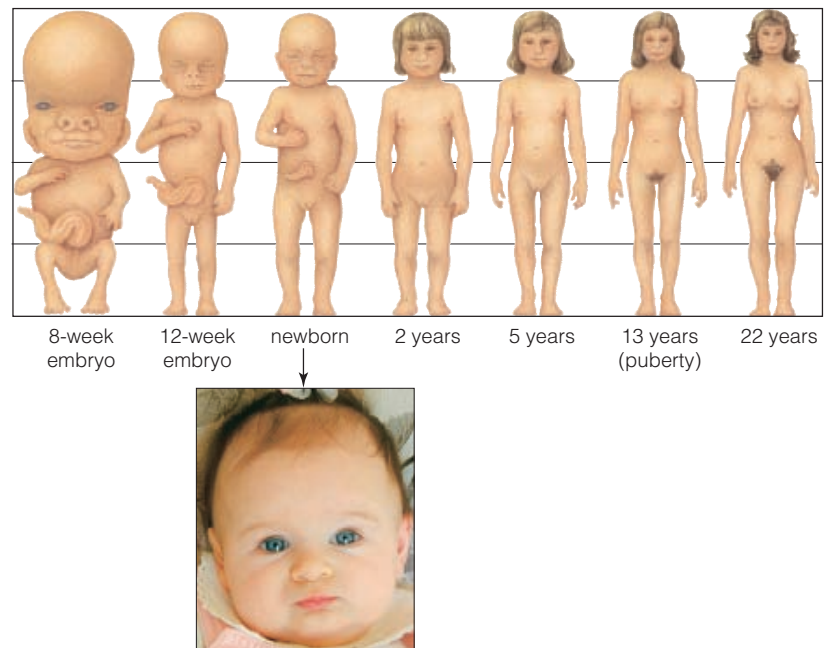 8-week
embryo
12-week
embryo
newborn
2 years
5 years
13 years
(puberty)
22 years